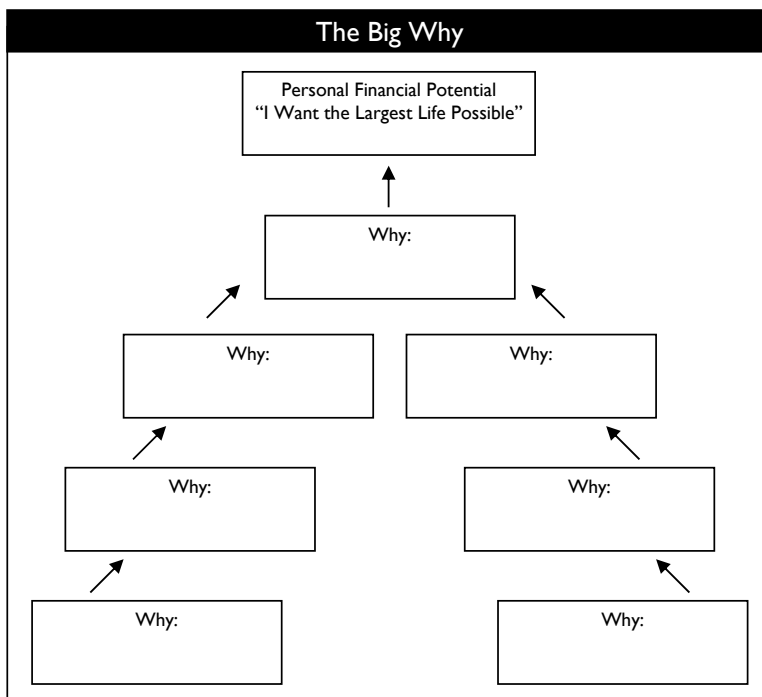 The Big Why
Personal Financial Potential
“I Want the Largest Life Possible”
Why:
Why:
Why:
Why:
Why:
Why:
Why: